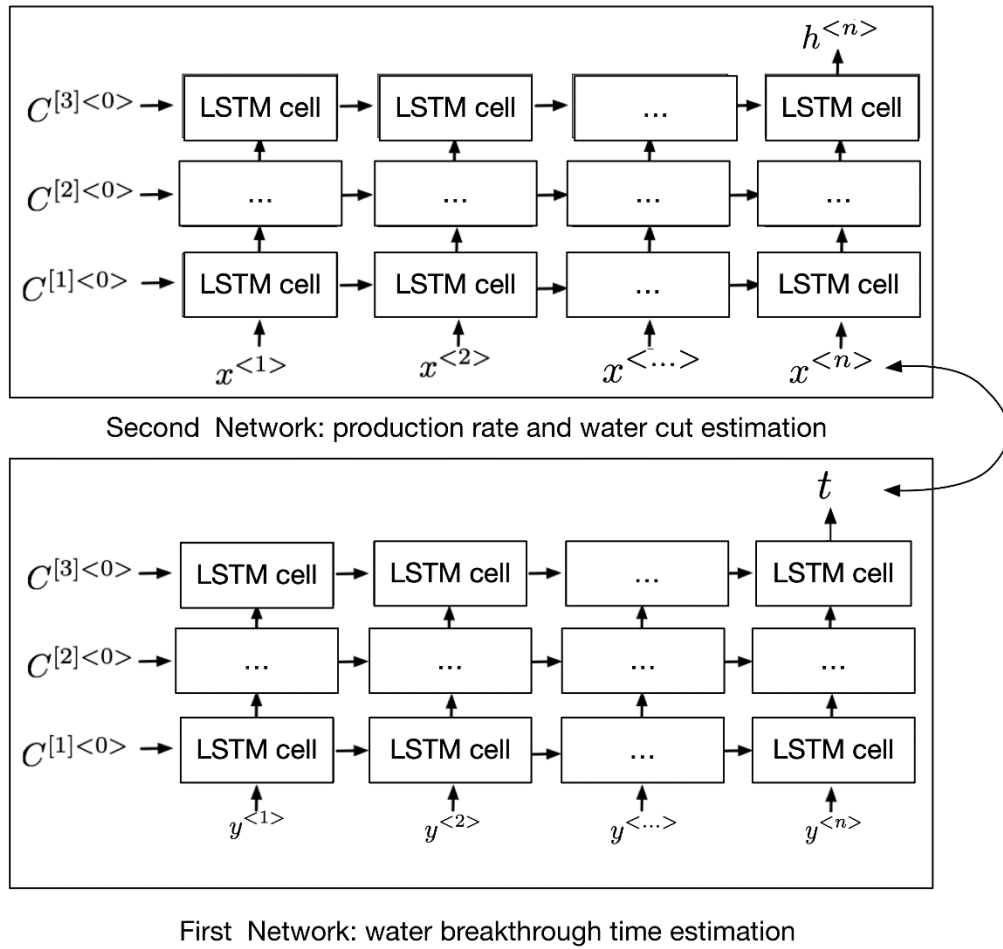 h^{<n>}
C^{[3]<0>} LSTM cell LSTM cell ... LSTM cell
C^{[2]<0>} ... ... ... ...
C^{[1]<0>} LSTM cell LSTM cell ... LSTM cell
x^{<1>} x^{<2>} x^{<...>} x^{<n>}
Second Network: production rate and water cut estimation
t
C^{[3]<0>} LSTM cell LSTM cell ... LSTM cell
C^{[2]<0>} ... ... ... ...
C^{[1]<0>} LSTM cell LSTM cell ... LSTM cell
y^{<1>} y^{<2>} y^{<...>} y^{<n>}
First Network: water breakthrough time estimation